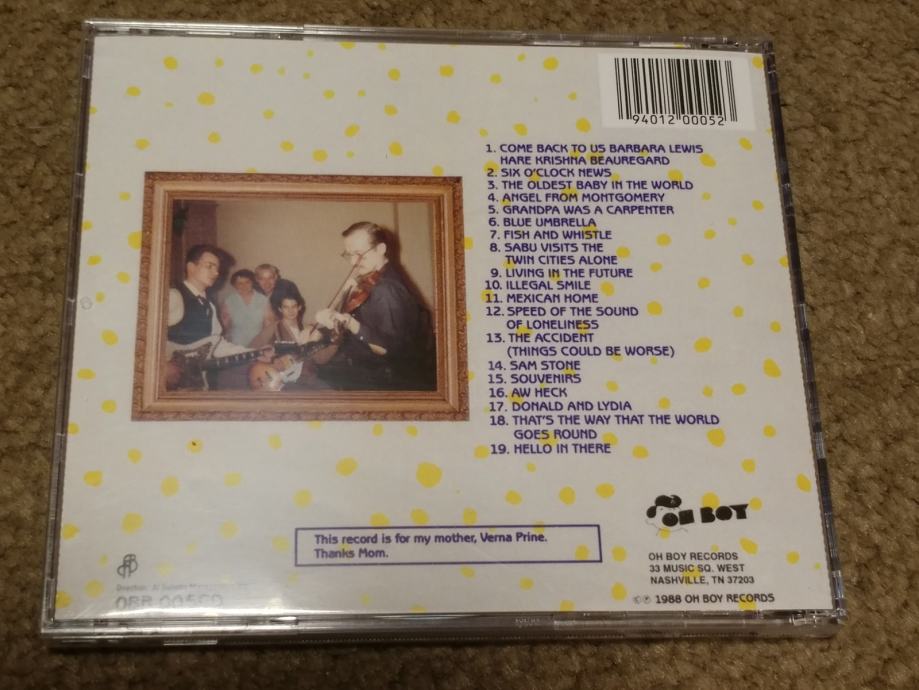 94012 00052
1. COME BACK TO US BARBARA LEWIS
HARE KRISHNA BEAUREGARD
2. SIX O'CLOCK NEWS
3. THE OLDEST BABY IN THE WORLD
4. ANGEL FROM MONTGOMERY
5. GRANDPA WAS A CARPENTER
6. BLUE UMBRELLA
7. FISH AND WHISTLE
8. SABU VISITS THE
TWIN CITIES ALONE
9. LIVING IN THE FUTURE
10. ILLEGAL SMILE
11. MEXICAN HOME
12. SPEED OF THE SOUND
OF LONELINESS
13. THE ACCIDENT
(THINGS COULD BE WORSE)
14. SAM STONE
15. SOUVENIRS
16. AW HECK
17. DONALD AND LYDIA
18. THAT'S THE WAY THAT THE WORLD
GOES ROUND
19. HELLO IN THERE
OH BOY
This record is for my mother, Verna Prine.
Thanks Mom.
OH BOY RECORDS
33 MUSIC SQ. WEST
NASHVILLE, TN 37203
©℗ 1988 OH BOY RECORDS
Direction: Al